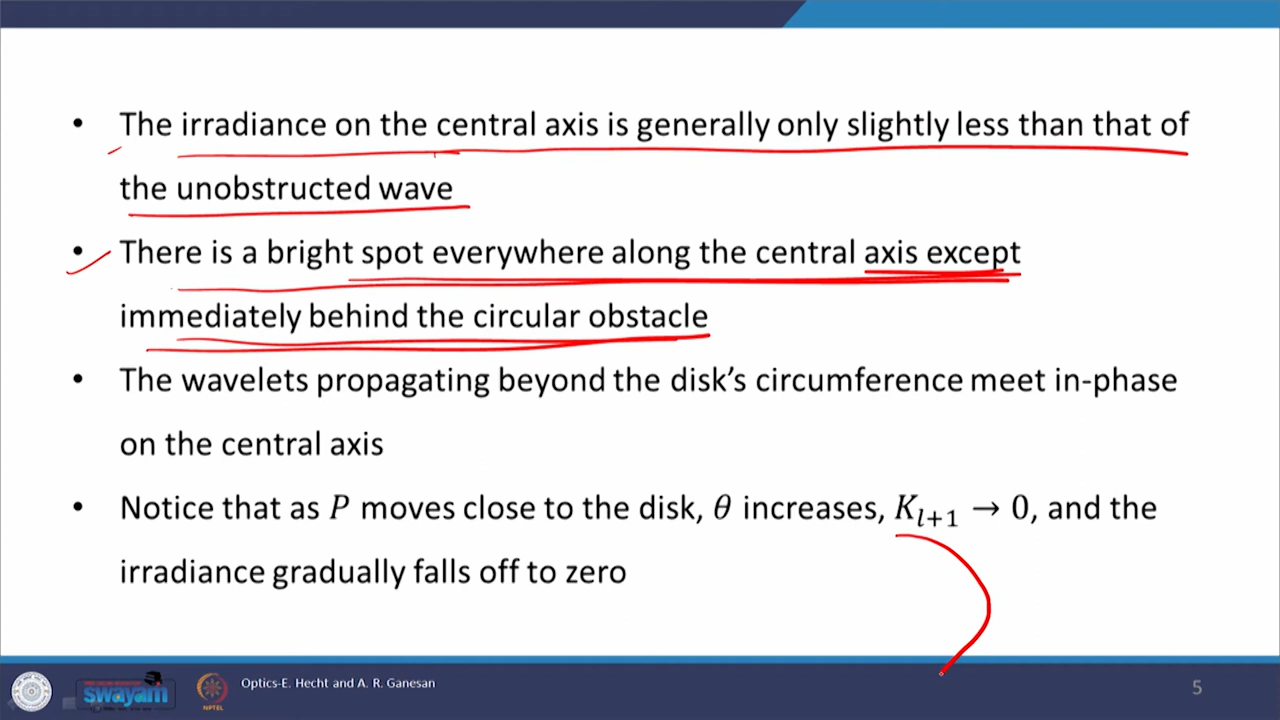 • The irradiance on the central axis is generally only slightly less than that of
the unobstructed wave
• There is a bright spot everywhere along the central axis except
immediately behind the circular obstacle
• The wavelets propagating beyond the disk’s circumference meet in-phase
on the central axis
• Notice that as P moves close to the disk, θ increases, Kₗ₊₁ → 0, and the
irradiance gradually falls off to zero
swayam
NPTEL
Optics-E. Hecht and A. R. Ganesan
5